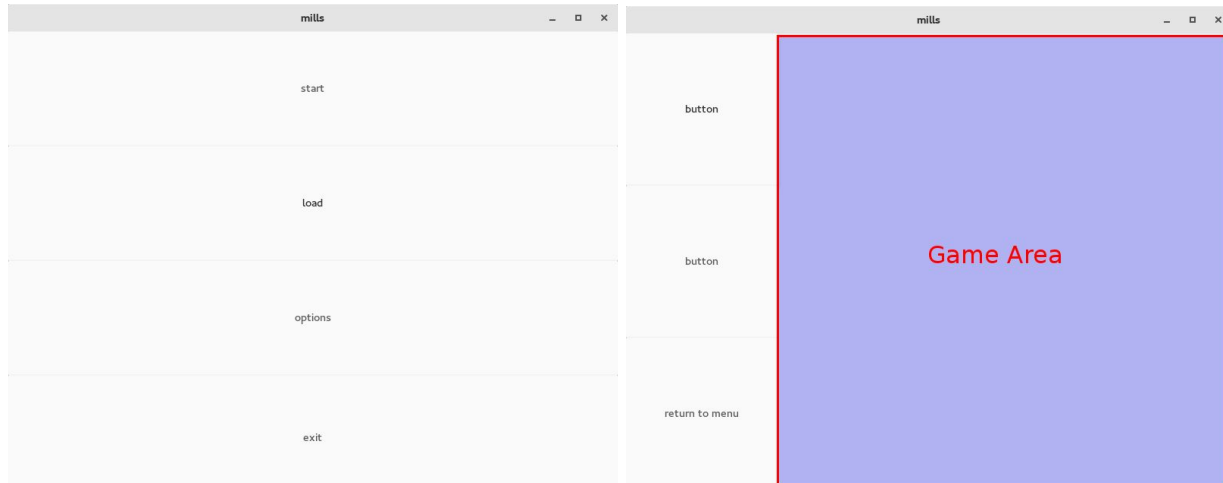 mills
start
load
options
exit
mills
button
button
return to menu
Game Area